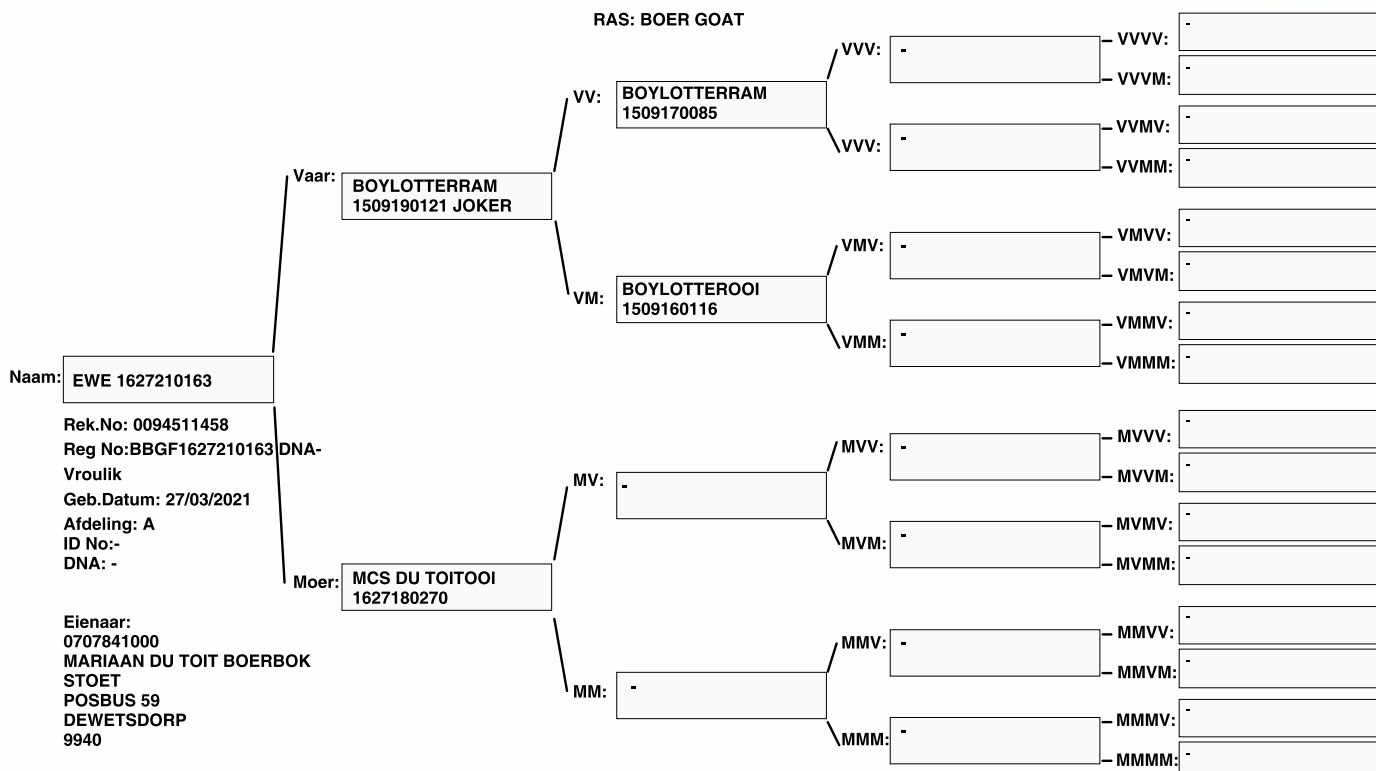 RAS: BOER GOAT
Naam: EWE 1627210163
Rek.No: 0094511458
Reg No:BBGF1627210163 DNA-
Vroulik
Geb.Datum: 27/03/2021
Afdeling: A
ID No:-
DNA: -
Eienaar:
0707841000
MARIAAN DU TOIT BOERBOK
STOET
POSBUS 59
DEWETSDORP
9940
Vaar: BOYLOTTERRAM
1509190121 JOKER
Moer: MCS DU TOITOOI
1627180270
VV: BOYLOTTERRAM
1509170085
VM: BOYLOTTEROOI
1509160116
MV: -
MM: -
VVV: -
VVV: -
VMV: -
VMM: -
MVV: -
MVM: -
MMV: -
MMM: -
VVVV: -
VVVM: -
VVMV: -
VVMM: -
VMVV: -
VMVM: -
VMMV: -
VMMM: -
MVVV: -
MVVM: -
MVMV: -
MVMM: -
MMVV: -
MMVM: -
MMMV: -
MMMM: -